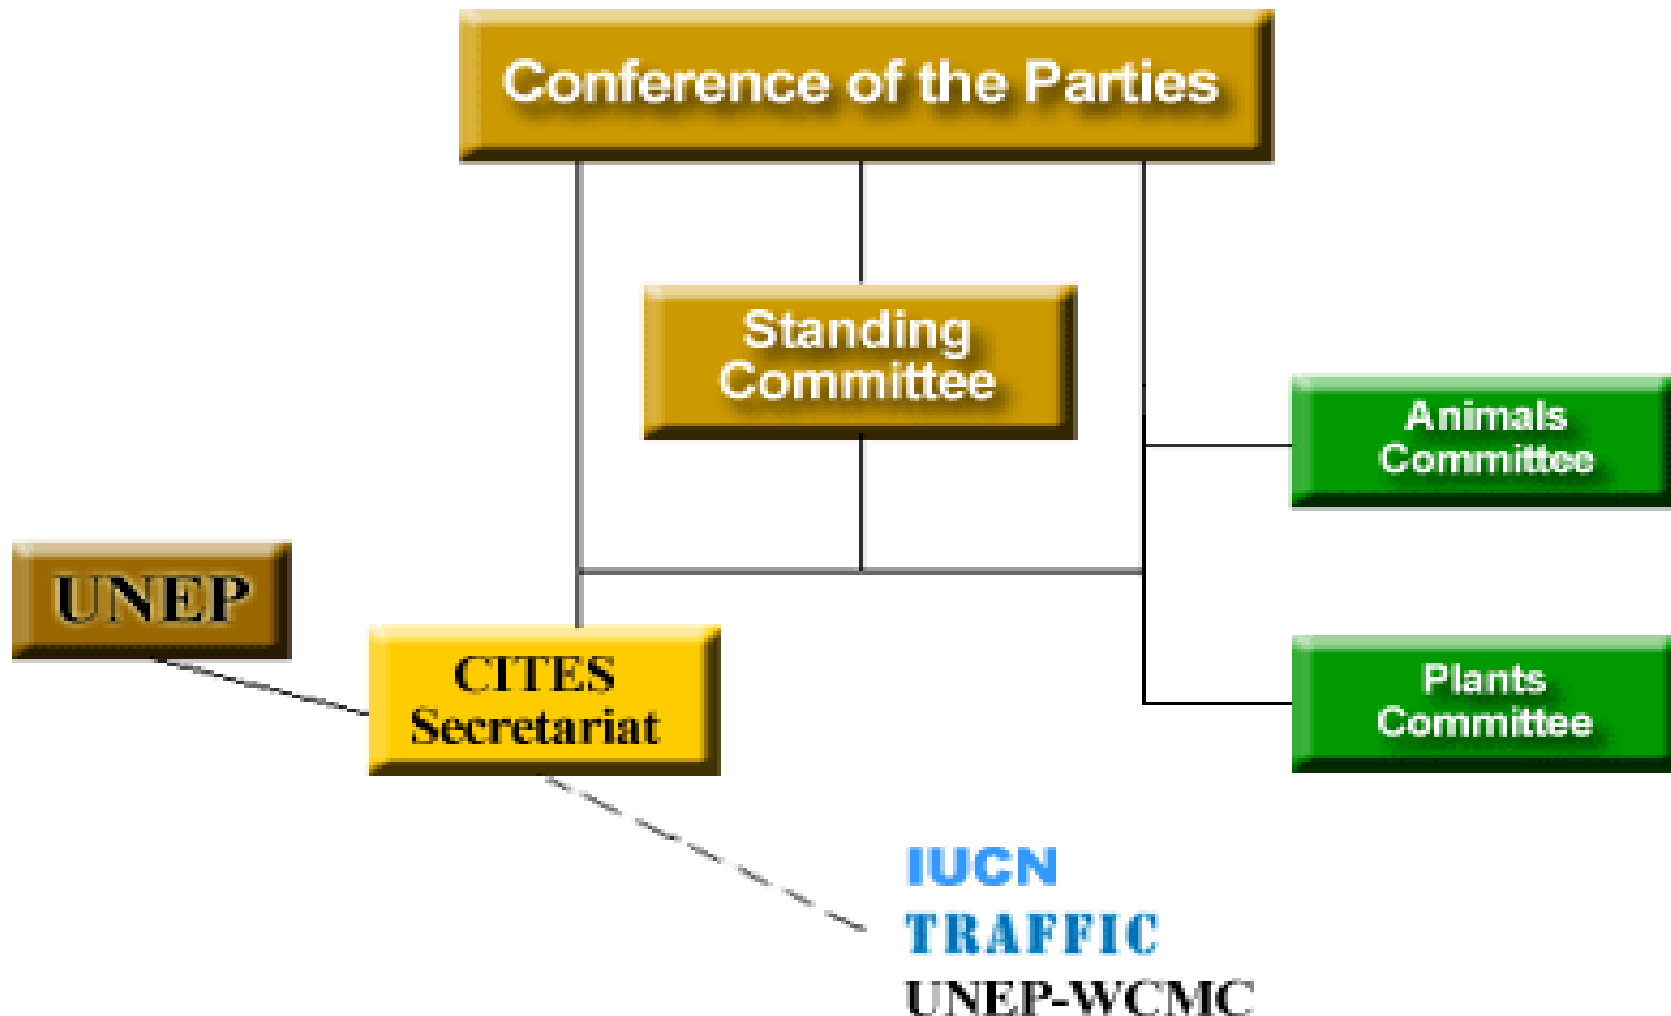 Conference of the Parties
Standing
Committee
Animals
Committee
UNEP
CITES
Secretariat
Plants
Committee
IUCN
TRAFFIC
UNEP-WCMC